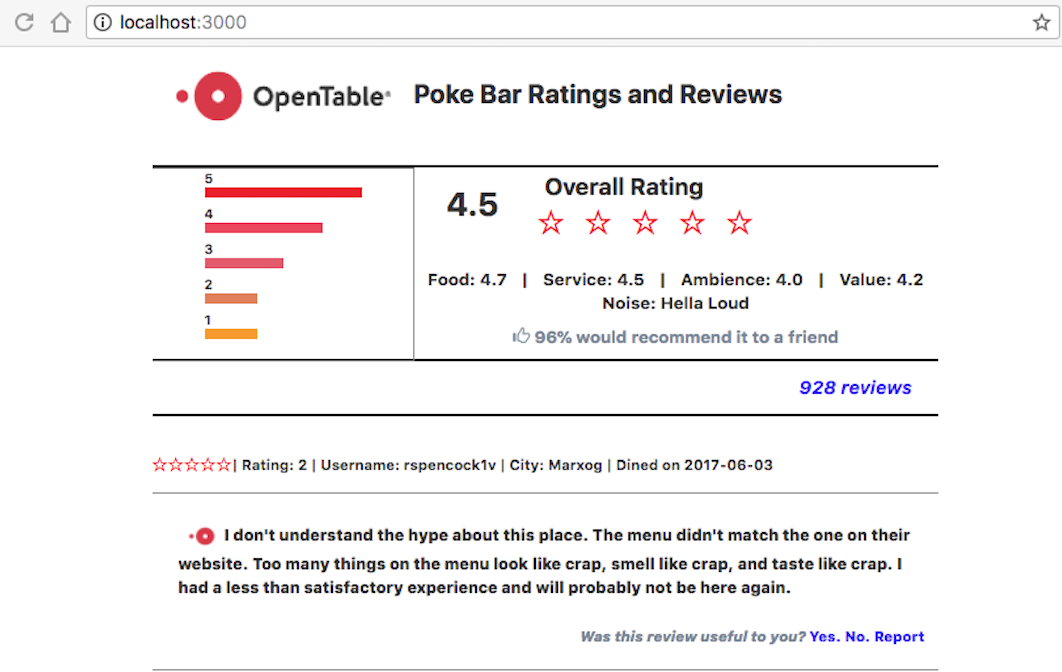 localhost:3000
OpenTable® Poke Bar Ratings and Reviews
5
4
3
2
1
4.5
Overall Rating
☆ ☆ ☆ ☆ ☆
Food: 4.7 | Service: 4.5 | Ambience: 4.0 | Value: 4.2
Noise: Hella Loud
96% would recommend it to a friend
928 reviews
☆☆☆☆☆| Rating: 2 | Username: rspencock1v | City: Marxog | Dined on 2017-06-03
I don't understand the hype about this place. The menu didn't match the one on their
website. Too many things on the menu look like crap, smell like crap, and taste like crap. I
had a less than satisfactory experience and will probably not be here again.
Was this review useful to you? Yes. No. Report